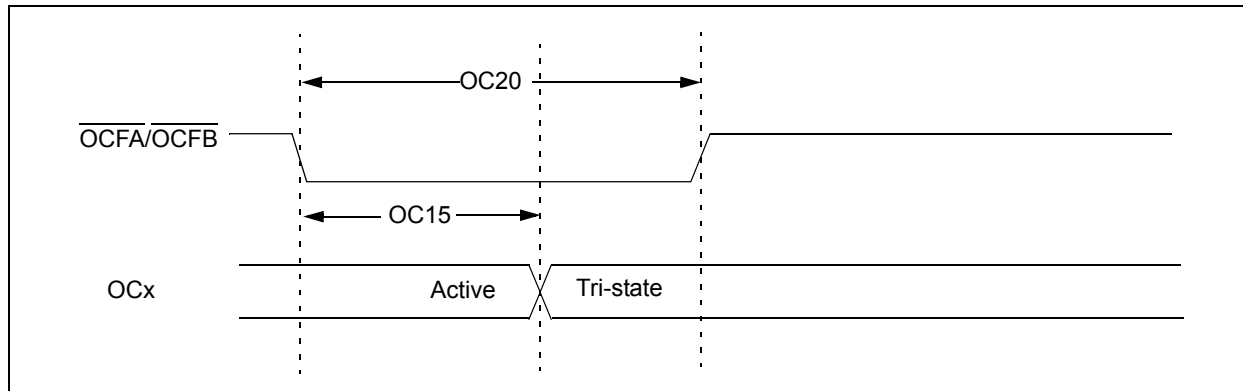 OC20
OCFA/OCFB
OC15
OCx
Active
Tri-state